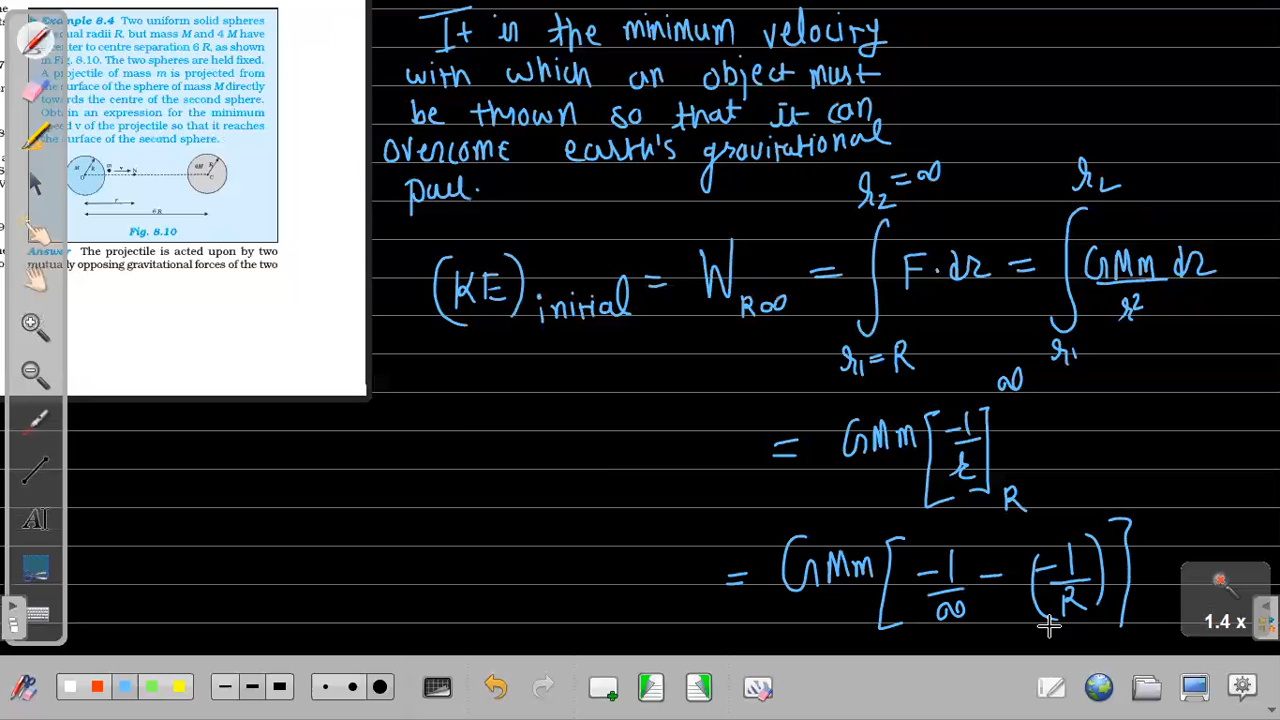 Example 8.4 Two uniform solid spheres
equal radii R, but mass M and 4 M have
center to centre separation 6 R, as shown
in Fig. 8.10. The two spheres are held fixed.
A projectile of mass m is projected from
the surface of the sphere of mass M directly
towards the centre of the second sphere.
Obtain an expression for the minimum
speed v of the projectile so that it reaches
the surface of the second sphere.
M R m v N 4M R
O C
r
6R
Fig. 8.10
Answer The projectile is acted upon by two
mutually opposing gravitational forces of the two
It is the minimum velocity
with which an object must
be thrown so that it can
overcome earth's gravitational
pull.
(KE) initial = W R∞ = ∫ r1=R r2=∞ F·dr = ∫ r1 r2 GMm/r² dr
= GMm [-1/r] R ∞
= GMm [-1/∞ - (-1/R)]
1.4 x